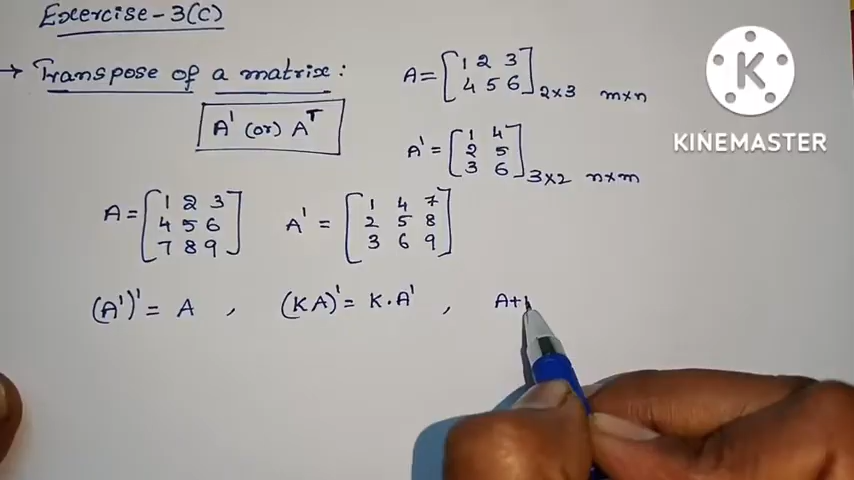 Exercise-3(C)
→ Transpose of a matrix:
A' (or) A^T
A = [1 2 3
4 5 6] 2×3 m×n
A' = [1 4
2 5
3 6] 3×2 n×m
K
KINEMASTER
A = [1 2 3
4 5 6
7 8 9]
A' = [1 4 7
2 5 8
3 6 9]
(A')' = A , (KA)' = K.A' , A+